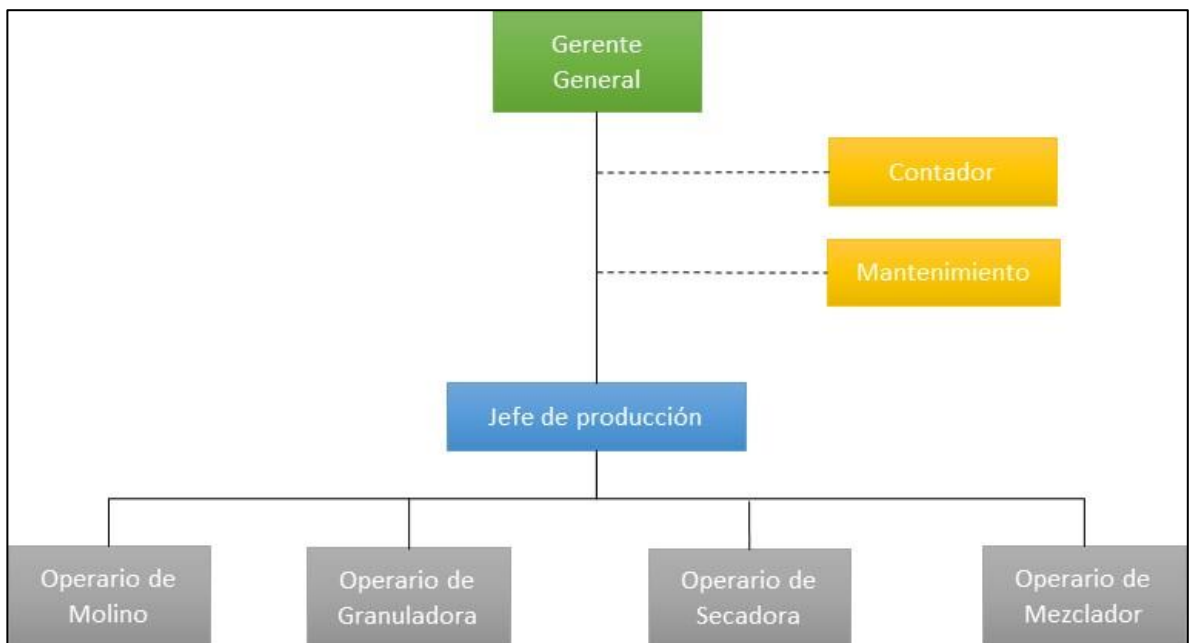 Gerente
General
Contador
Mantenimiento
Jefe de producción
Operario de
Molino
Operario de
Granuladora
Operario de
Secadora
Operario de
Mezclador